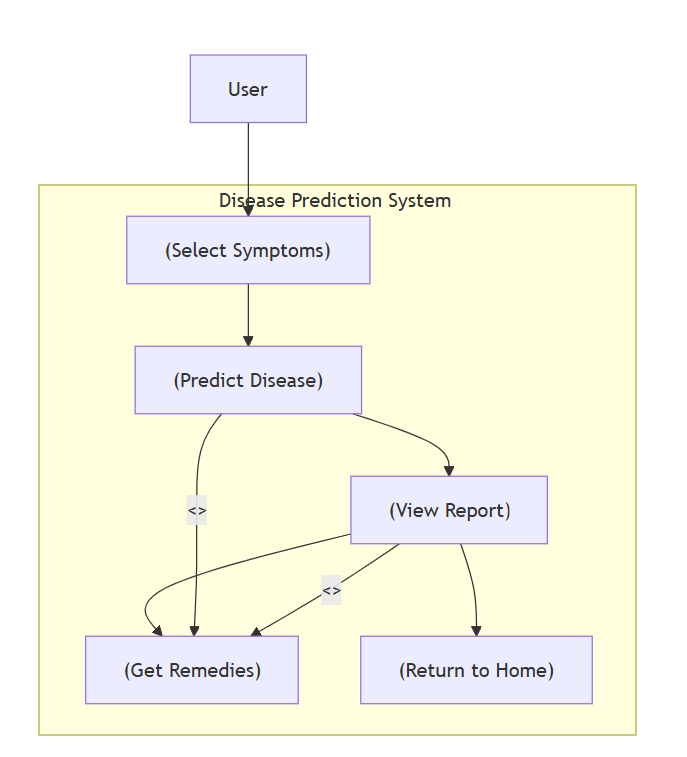 User
Disease Prediction System
(Select Symptoms)
(Predict Disease)
<>
(View Report)
<>
(Get Remedies)
(Return to Home)